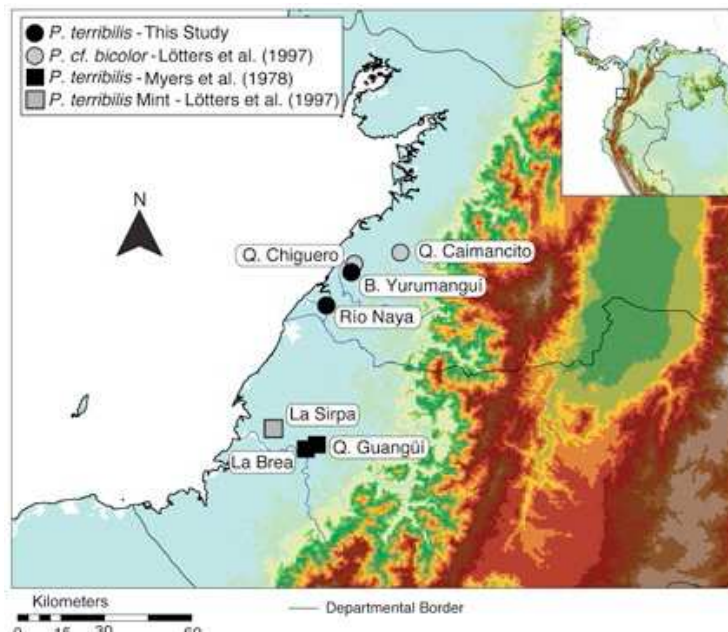 P. terribilis - This Study
P. cf. bicolor - Lötters et al. (1997)
P. terribilis - Myers et al. (1978)
P. terribilis Mint - Lötters et al. (1997)
N
Q. Chiguero
Q. Caimancito
B. Yurumanguí
Río Naya
La Sirpa
Q. Guangüi
La Brea
Kilometers
0 15 30 60
Departmental Border